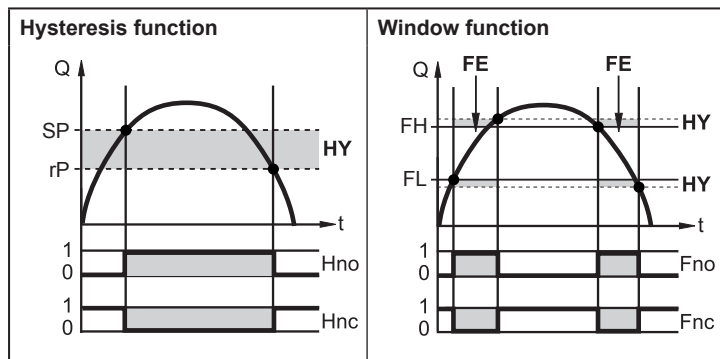 Hysteresis function
Q
SP
HY
rP
t
1
0
Hno
1
0
Hnc
Window function
Q
FE
FE
FH
HY
FL
HY
t
1
0
Fno
1
0
Fnc